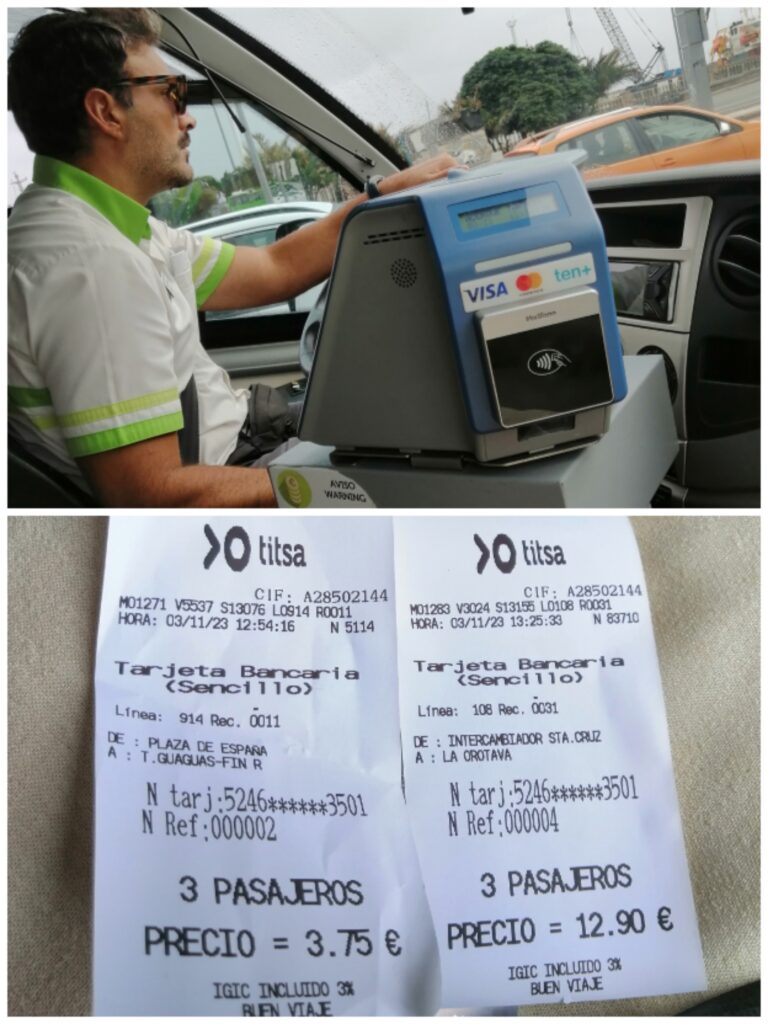 VISA
ten+
AVISO
WARNING
titsa
CIF: A28502144
M01271 V5537 S13076 L0914 R0011
HORA: 03/11/23 12:54:16 N 5114
Tarjeta Bancaria
(Sencillo)
Línea: 914 Rec. 0011
DE : PLAZA DE ESPAÑA
A : T.GUAGUAS-FIN R
N tarj:5246******3501
N Ref:000002
3 PASAJEROS
PRECIO = 3.75 €
IGIC INCLUIDO 3%
BUEN VIAJE
titsa
CIF: A28502144
M01283 V3024 S13155 L0108 R0031
HORA: 03/11/23 13:25:33 N 83710
Tarjeta Bancaria
(Sencillo)
Línea: 108 Rec. 0031
DE : INTERCAMBIADOR STA.CRUZ
A : LA OROTAVA
N tarj:5246******3501
N Ref:000004
3 PASAJEROS
PRECIO = 12.90 €
IGIC INCLUIDO 3%
BUEN VIAJE